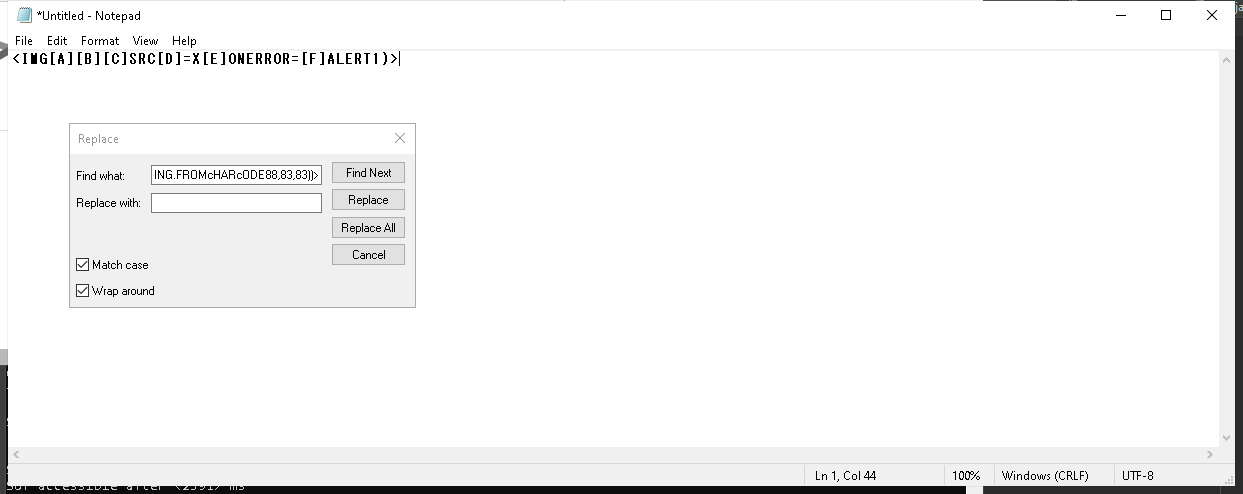 *Untitled - Notepad
File Edit Format View Help
<IMG[A][B][C]SRC[D]=X[E]ONERROR=[F]ALERT1)>
Replace
Find what: ING.FROMcHARcODE88,83,83))> Find Next
Replace with: Replace
Replace All
Cancel
Match case
Wrap around
Ln 1, Col 44 100% Windows (CRLF) UTF-8
accessible after <2391> ms